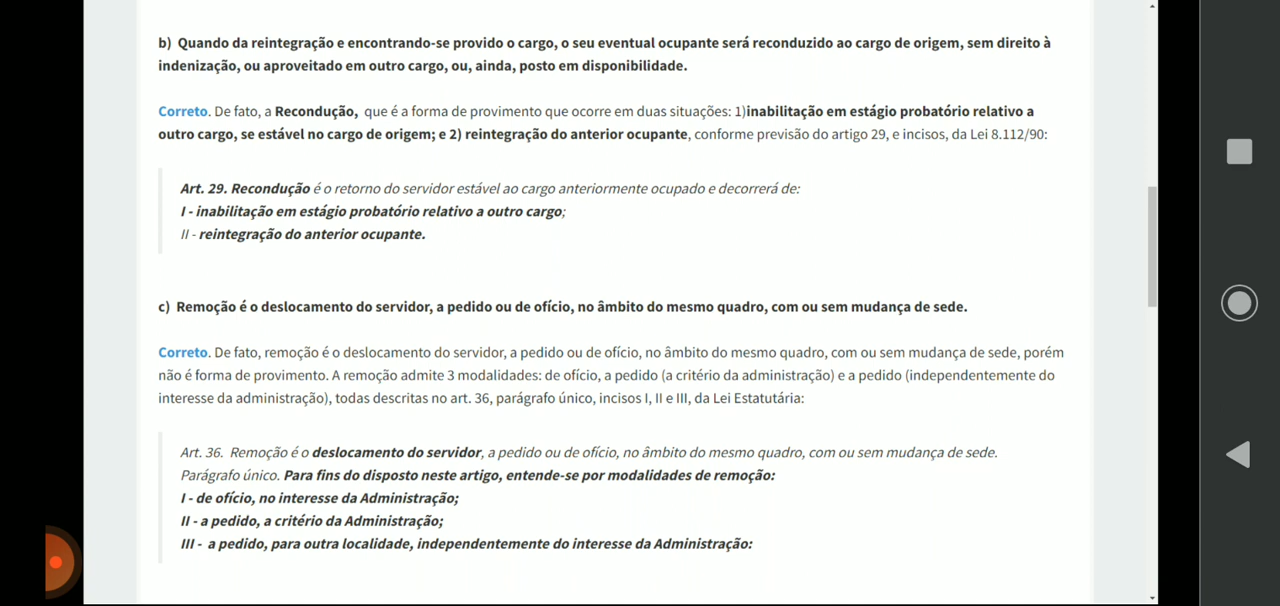 b) Quando da reintegração e encontrando-se provido o cargo, o seu eventual ocupante será reconduzido ao cargo de origem, sem direito à
indenização, ou aproveitado em outro cargo, ou, ainda, posto em disponibilidade.
Correto. De fato, a Recondução, que é a forma de provimento que ocorre em duas situações: 1)inabilitação em estágio probatório relativo a
outro cargo, se estável no cargo de origem; e 2) reintegração do anterior ocupante, conforme previsão do artigo 29, e incisos, da Lei 8.112/90:
Art. 29. Recondução é o retorno do servidor estável ao cargo anteriormente ocupado e decorrerá de:
I - inabilitação em estágio probatório relativo a outro cargo;
II - reintegração do anterior ocupante.
c) Remoção é o deslocamento do servidor, a pedido ou de ofício, no âmbito do mesmo quadro, com ou sem mudança de sede.
Correto. De fato, remoção é o deslocamento do servidor, a pedido ou de ofício, no âmbito do mesmo quadro, com ou sem mudança de sede, porém
não é forma de provimento. A remoção admite 3 modalidades: de ofício, a pedido (a critério da administração) e a pedido (independentemente do
interesse da administração), todas descritas no art. 36, parágrafo único, incisos I, II e III, da Lei Estatutária:
Art. 36. Remoção é o deslocamento do servidor, a pedido ou de ofício, no âmbito do mesmo quadro, com ou sem mudança de sede.
Parágrafo único. Para fins do disposto neste artigo, entende-se por modalidades de remoção:
I - de ofício, no interesse da Administração;
II - a pedido, a critério da Administração;
III - a pedido, para outra localidade, independentemente do interesse da Administração: